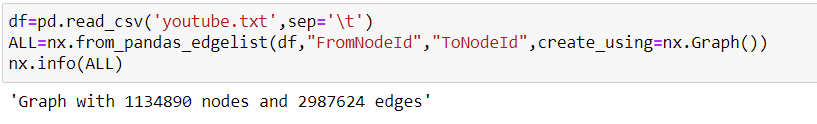 df=pd.read_csv('youtube.txt',sep='\t')
ALL=nx.from_pandas_edgelist(df,"FromNodeId","ToNodeId",create_using=nx.Graph())
nx.info(ALL)
'Graph with 1134890 nodes and 2987624 edges'